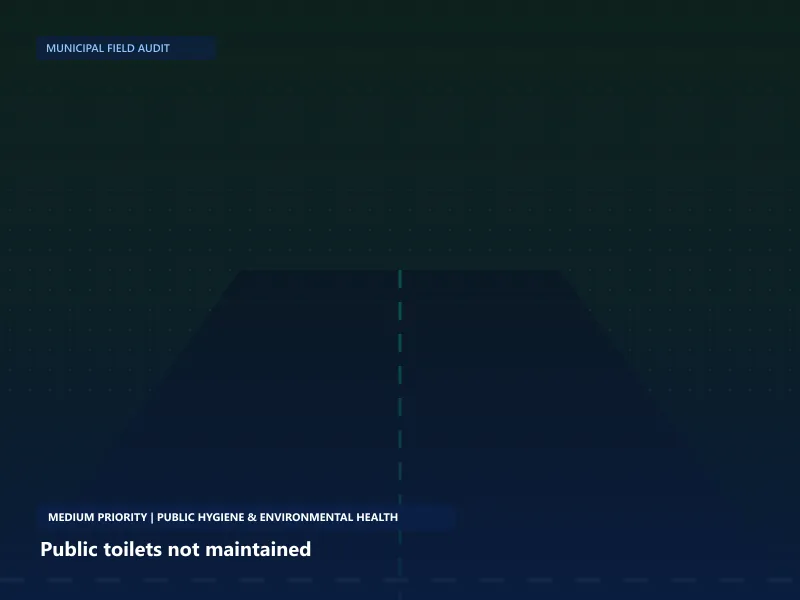 MUNICIPAL FIELD AUDIT
MEDIUM PRIORITY | PUBLIC HYGIENE & ENVIRONMENTAL HEALTH
Public toilets not maintained